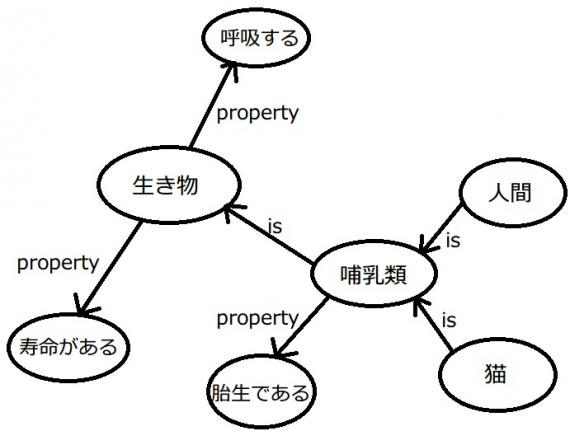 呼吸する
property
生き物
人間
is
is
property
哺乳類
property
is
寿命がある
胎生である
猫